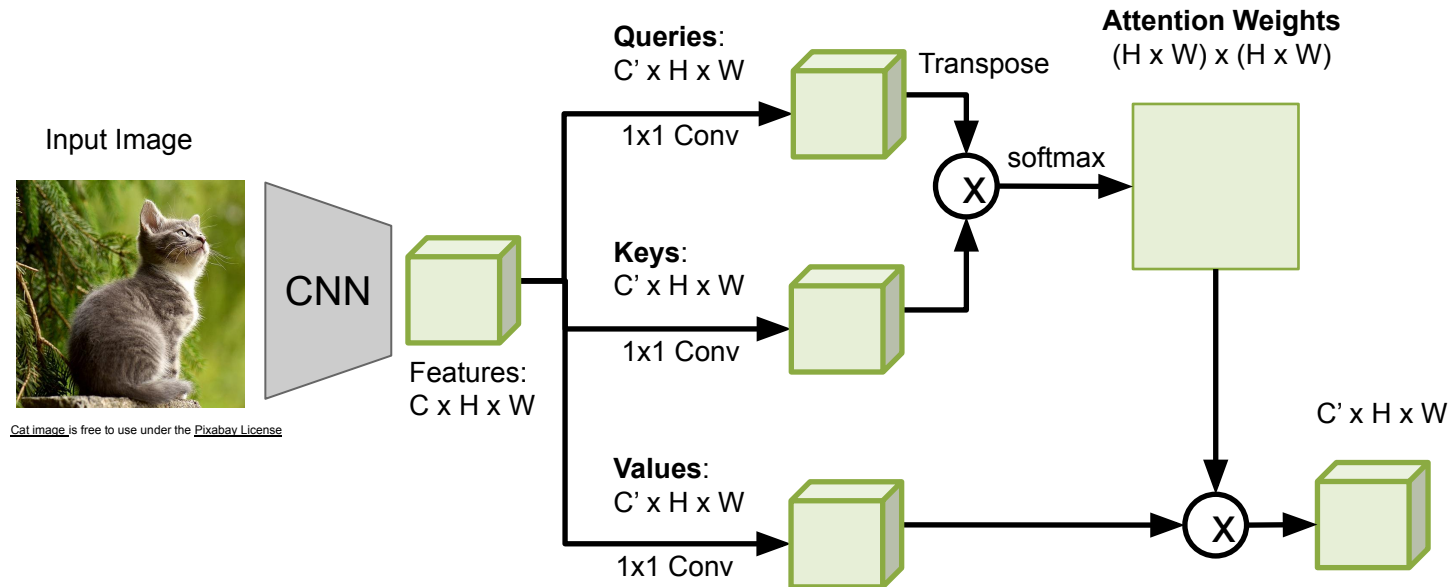 Input Image
Cat image is free to use under the Pixabay License
CNN
Features:
C x H x W
Queries:
C’ x H x W
1x1 Conv
Keys:
C’ x H x W
1x1 Conv
Values:
C’ x H x W
1x1 Conv
Transpose
X
softmax
Attention Weights
(H x W) x (H x W)
X
C’ x H x W